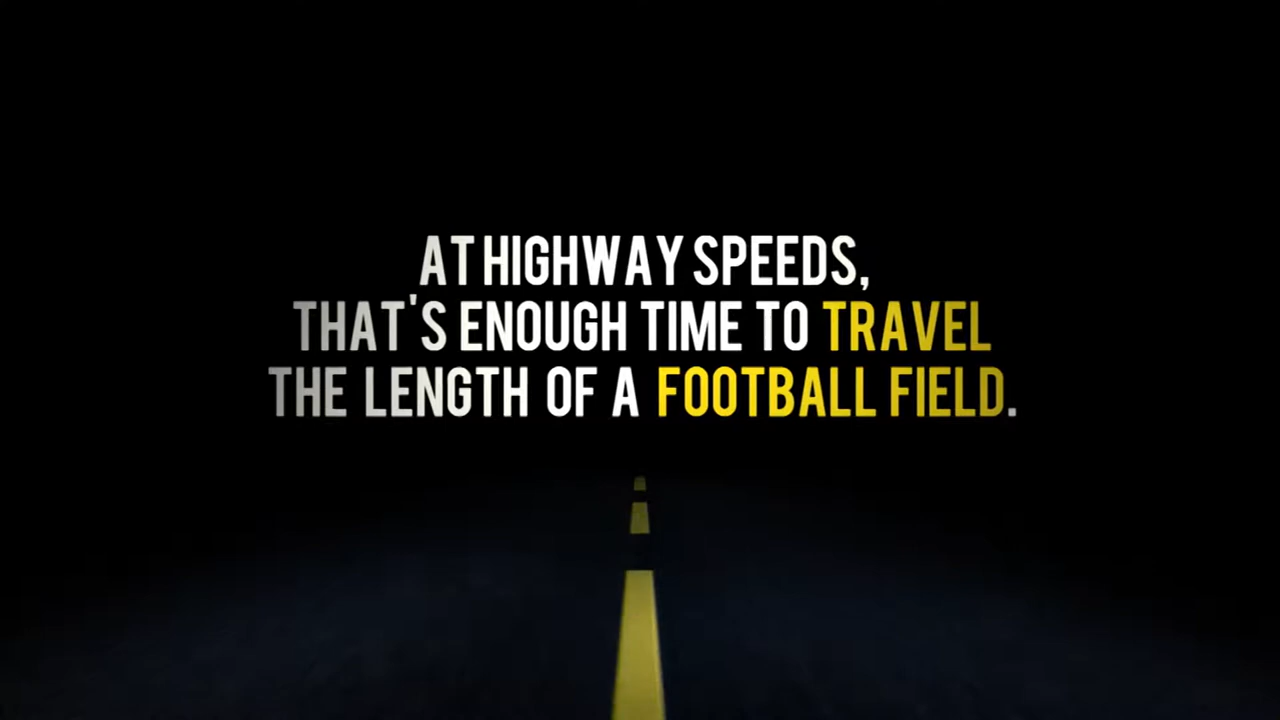 AT HIGHWAY SPEEDS,
THAT'S ENOUGH TIME TO TRAVEL
THE LENGTH OF A FOOTBALL FIELD.